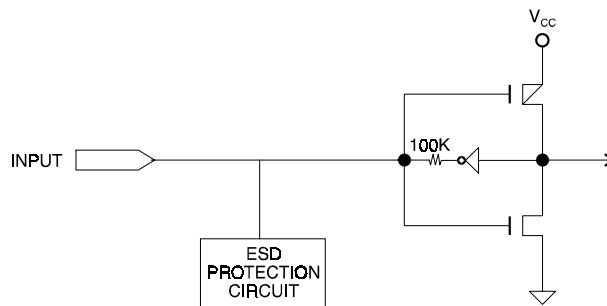 VCC
100K
INPUT
ESD
PROTECTION
CIRCUIT